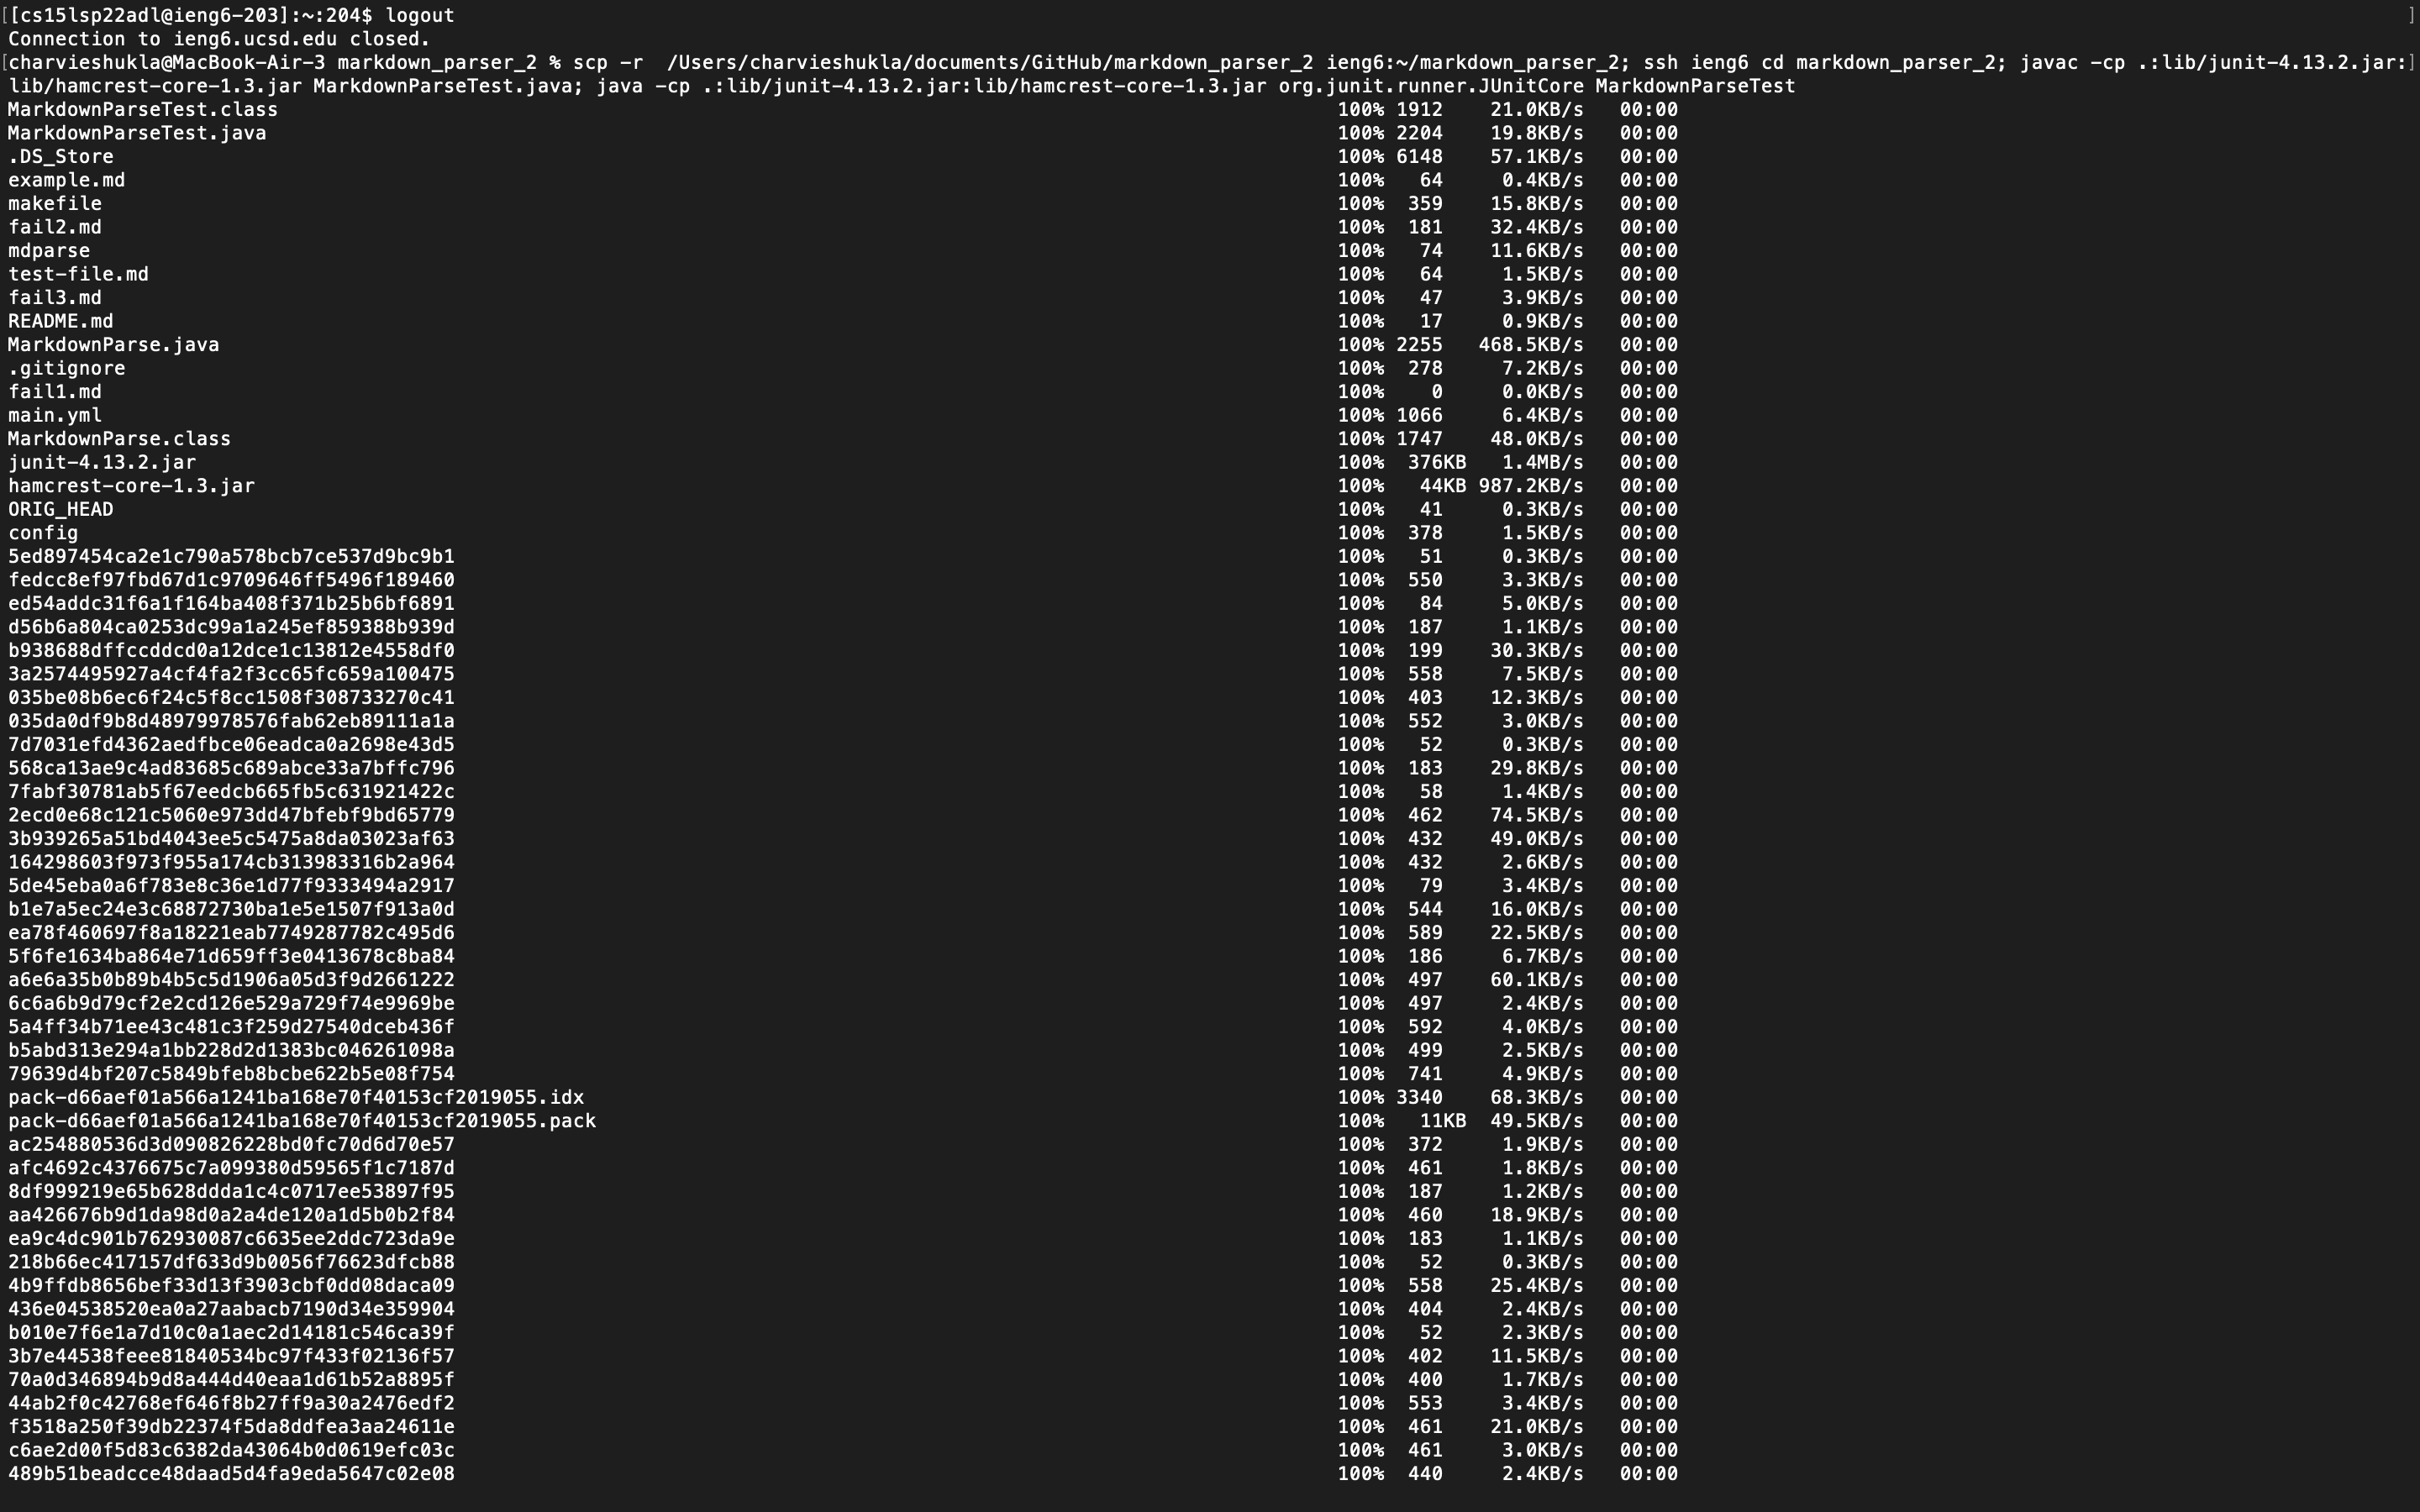 [[cs15lsp22adl@ieng6-203]:~:204$ logout ]
Connection to ieng6.ucsd.edu closed.
[charvieshukla@MacBook-Air-3 markdown_parser_2 % scp -r  /Users/charvieshukla/documents/GitHub/markdown_parser_2 ieng6:~/markdown_parser_2; ssh ieng6 cd markdown_parser_2; javac -cp .:lib/junit-4.13.2.jar:]
lib/hamcrest-core-1.3.jar MarkdownParseTest.java; java -cp .:lib/junit-4.13.2.jar:lib/hamcrest-core-1.3.jar org.junit.runner.JUnitCore MarkdownParseTest
MarkdownParseTest.class 100% 1912 21.0KB/s 00:00
MarkdownParseTest.java 100% 2204 19.8KB/s 00:00
.DS_Store 100% 6148 57.1KB/s 00:00
example.md 100% 64 0.4KB/s 00:00
makefile 100% 359 15.8KB/s 00:00
fail2.md 100% 181 32.4KB/s 00:00
mdparse 100% 74 11.6KB/s 00:00
test-file.md 100% 64 1.5KB/s 00:00
fail3.md 100% 47 3.9KB/s 00:00
README.md 100% 17 0.9KB/s 00:00
MarkdownParse.java 100% 2255 468.5KB/s 00:00
.gitignore 100% 278 7.2KB/s 00:00
fail1.md 100% 0 0.0KB/s 00:00
main.yml 100% 1066 6.4KB/s 00:00
MarkdownParse.class 100% 1747 48.0KB/s 00:00
junit-4.13.2.jar 100% 376KB 1.4MB/s 00:00
hamcrest-core-1.3.jar 100% 44KB 987.2KB/s 00:00
ORIG_HEAD 100% 41 0.3KB/s 00:00
config 100% 378 1.5KB/s 00:00
5ed897454ca2e1c790a578bcb7ce537d9bc9b1 100% 51 0.3KB/s 00:00
fedcc8ef97fbd67d1c9709646ff5496f189460 100% 550 3.3KB/s 00:00
ed54addc31f6a1f164ba408f371b25b6bf6891 100% 84 5.0KB/s 00:00
d56b6a804ca0253dc99a1a245ef859388b939d 100% 187 1.1KB/s 00:00
b938688dffccddcd0a12dce1c13812e4558df0 100% 199 30.3KB/s 00:00
3a2574495927a4cf4fa2f3cc65fc659a100475 100% 558 7.5KB/s 00:00
035be08b6ec6f24c5f8cc1508f308733270c41 100% 403 12.3KB/s 00:00
035da0df9b8d48979978576fab62eb89111a1a 100% 552 3.0KB/s 00:00
7d7031efd4362aedfbce06eadca0a2698e43d5 100% 52 0.3KB/s 00:00
568ca13ae9c4ad83685c689abce33a7bffc796 100% 183 29.8KB/s 00:00
7fabf30781ab5f67eedcb665fb5c631921422c 100% 58 1.4KB/s 00:00
2ecd0e68c121c5060e973dd47bfebf9bd65779 100% 462 74.5KB/s 00:00
3b939265a51bd4043ee5c5475a8da03023af63 100% 432 49.0KB/s 00:00
164298603f973f955a174cb313983316b2a964 100% 432 2.6KB/s 00:00
5de45eba0a6f783e8c36e1d77f9333494a2917 100% 79 3.4KB/s 00:00
b1e7a5ec24e3c68872730ba1e5e1507f913a0d 100% 544 16.0KB/s 00:00
ea78f460697f8a18221eab7749287782c495d6 100% 589 22.5KB/s 00:00
5f6fe1634ba864e71d659ff3e0413678c8ba84 100% 186 6.7KB/s 00:00
a6e6a35b0b89b4b5c5d1906a05d3f9d2661222 100% 497 60.1KB/s 00:00
6c6a6b9d79cf2e2cd126e529a729f74e9969be 100% 497 2.4KB/s 00:00
5a4ff34b71ee43c481c3f259d27540dceb436f 100% 592 4.0KB/s 00:00
b5abd313e294a1bb228d2d1383bc046261098a 100% 499 2.5KB/s 00:00
79639d4bf207c5849bfeb8bcbe622b5e08f754 100% 741 4.9KB/s 00:00
pack-d66aef01a566a1241ba168e70f40153cf2019055.idx 100% 3340 68.3KB/s 00:00
pack-d66aef01a566a1241ba168e70f40153cf2019055.pack 100% 11KB 49.5KB/s 00:00
ac254880536d3d090826228bd0fc70d6d70e57 100% 372 1.9KB/s 00:00
afc4692c4376675c7a099380d59565f1c7187d 100% 461 1.8KB/s 00:00
8df999219e65b628ddda1c4c0717ee53897f95 100% 187 1.2KB/s 00:00
aa426676b9d1da98d0a2a4de120a1d5b0b2f84 100% 460 18.9KB/s 00:00
ea9c4dc901b762930087c6635ee2ddc723da9e 100% 183 1.1KB/s 00:00
218b66ec417157df633d9b0056f76623dfcb88 100% 52 0.3KB/s 00:00
4b9ffdb8656bef33d13f3903cbf0dd08daca09 100% 558 25.4KB/s 00:00
436e04538520ea0a27aabacb7190d34e359904 100% 404 2.4KB/s 00:00
b010e7f6e1a7d10c0a1aec2d14181c546ca39f 100% 52 2.3KB/s 00:00
3b7e44538feee81840534bc97f433f02136f57 100% 402 11.5KB/s 00:00
70a0d346894b9d8a444d40eaa1d61b52a8895f 100% 400 1.7KB/s 00:00
44ab2f0c42768ef646f8b27ff9a30a2476edf2 100% 553 3.4KB/s 00:00
f3518a250f39db22374f5da8ddfea3aa24611e 100% 461 21.0KB/s 00:00
c6ae2d00f5d83c6382da43064b0d0619efc03c 100% 461 3.0KB/s 00:00
489b51beadcce48daad5d4fa9eda5647c02e08 100% 440 2.4KB/s 00:00